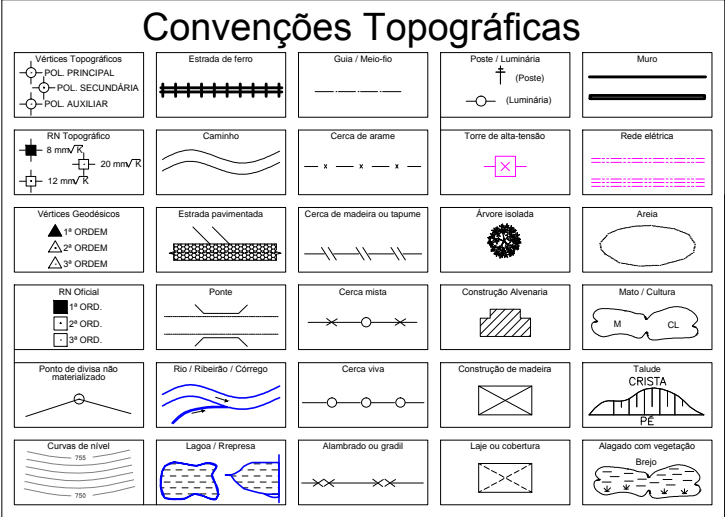 Convenções Topográficas
Vértices Topográficos
POL. PRINCIPAL
POL. SECUNDÁRIA
POL. AUXILIAR
Estrada de ferro
Guia / Meio-fio
Poste / Luminária
(Poste)
(Luminária)
Muro
RN Topográfico
8 mm√K
20 mm√K
12 mm√K
Caminho
Cerca de arame
Torre de alta-tensão
Rede elétrica
Vértices Geodésicos
1ª ORDEM
2ª ORDEM
3ª ORDEM
Estrada pavimentada
Cerca de madeira ou tapume
Árvore isolada
Areia
RN Oficial
1ª ORD.
2ª ORD.
3ª ORD.
Ponte
Cerca mista
Construção Alvenaria
Mato / Cultura
M CL
Ponto de divisa não
materializado
Rio / Ribeirão / Córrego
Cerca viva
Construção de madeira
Talude
CRISTA
PÉ
Curvas de nível
755
750
Lagoa / Rrepresa
Alambrado ou gradil
Laje ou cobertura
Alagado com vegetação
Brejo